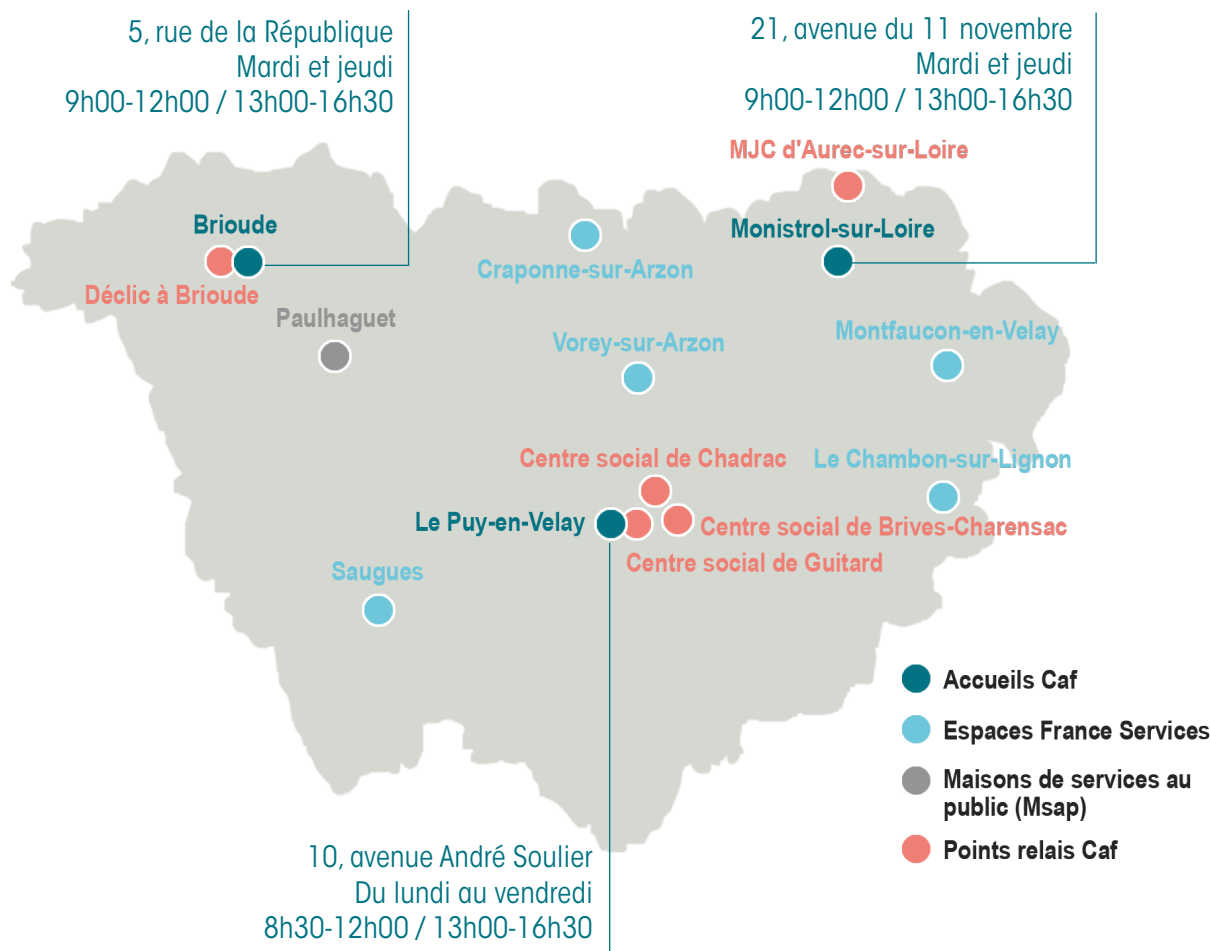 5, rue de la République
Mardi et jeudi
9h00-12h00 / 13h00-16h30
21, avenue du 11 novembre
Mardi et jeudi
9h00-12h00 / 13h00-16h30
MJC d'Aurec-sur-Loire
Brioude
Monistrol-sur-Loire
Craponne-sur-Arzon
Déclic à Brioude
Paulhaguet
Vorey-sur-Arzon
Montfaucon-en-Velay
Centre social de Chadrac
Le Chambon-sur-Lignon
Le Puy-en-Velay
Centre social de Brives-Charensac
Centre social de Guitard
Saugues
Accueils Caf
Espaces France Services
Maisons de services au
public (Msap)
Points relais Caf
10, avenue André Soulier
Du lundi au vendredi
8h30-12h00 / 13h00-16h30